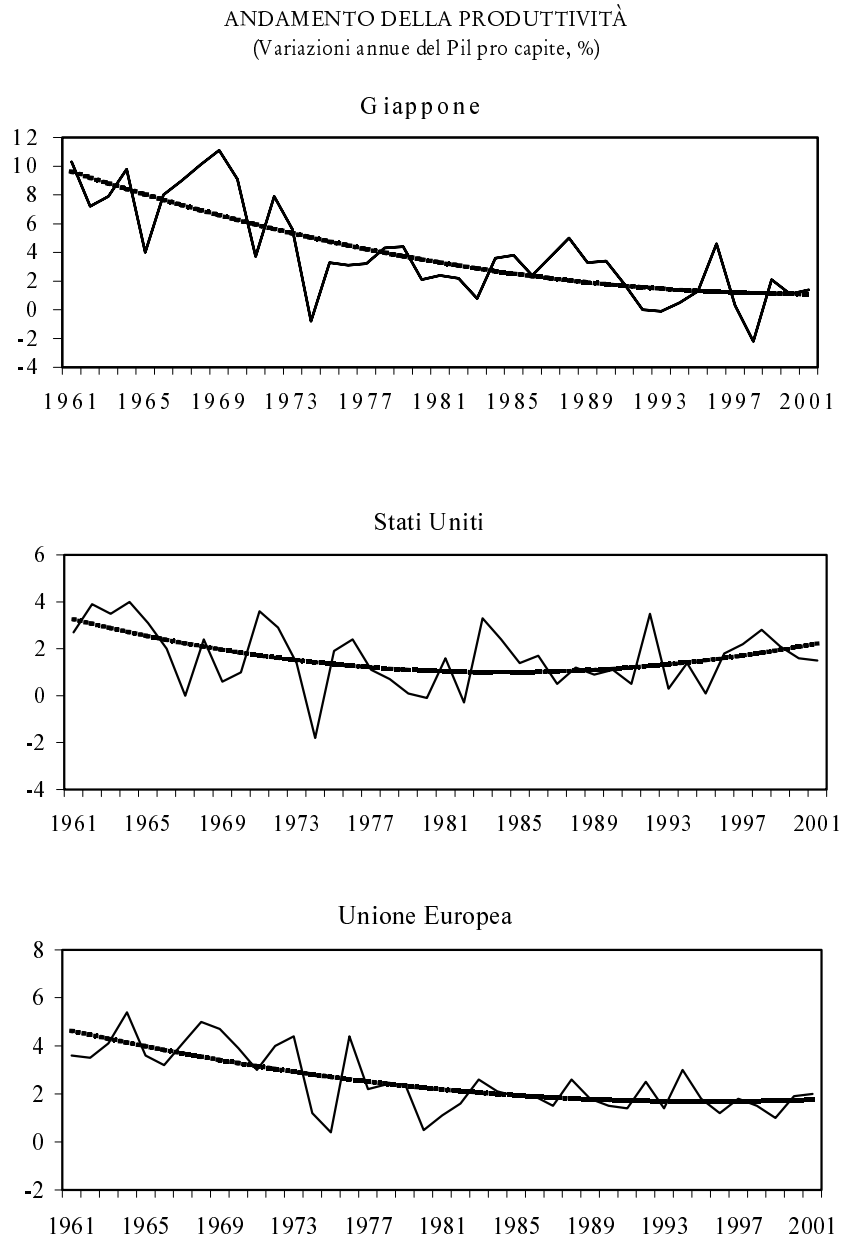 ANDAMENTO DELLA PRODUTTIVITÀ
(Variazioni annue del Pil pro capite, %)
Giappone
12
10
8
6
4
2
0
-2
-4
1961 1965 1969 1973 1977 1981 1985 1989 1993 1997 2001
Stati Uniti
6
4
2
0
-2
-4
1961 1965 1969 1973 1977 1981 1985 1989 1993 1997 2001
Unione Europea
8
6
4
2
0
-2
1961 1965 1969 1973 1977 1981 1985 1989 1993 1997 2001